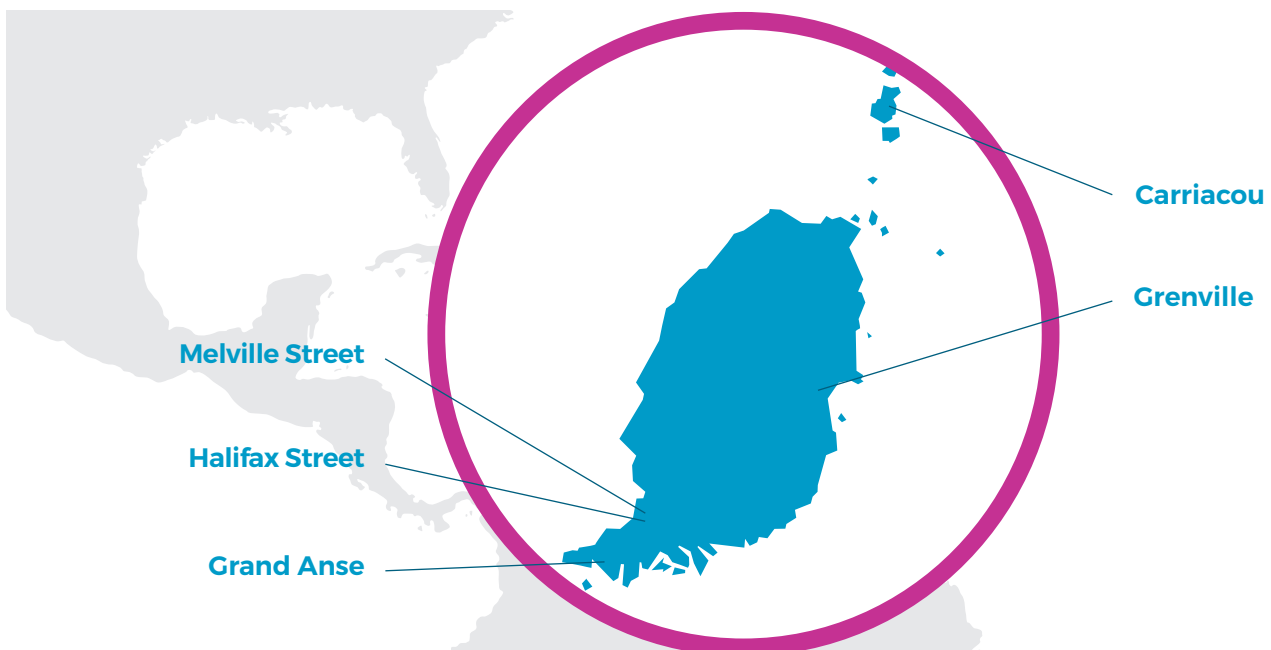 Carriacou
Grenville
Melville Street
Halifax Street
Grand Anse